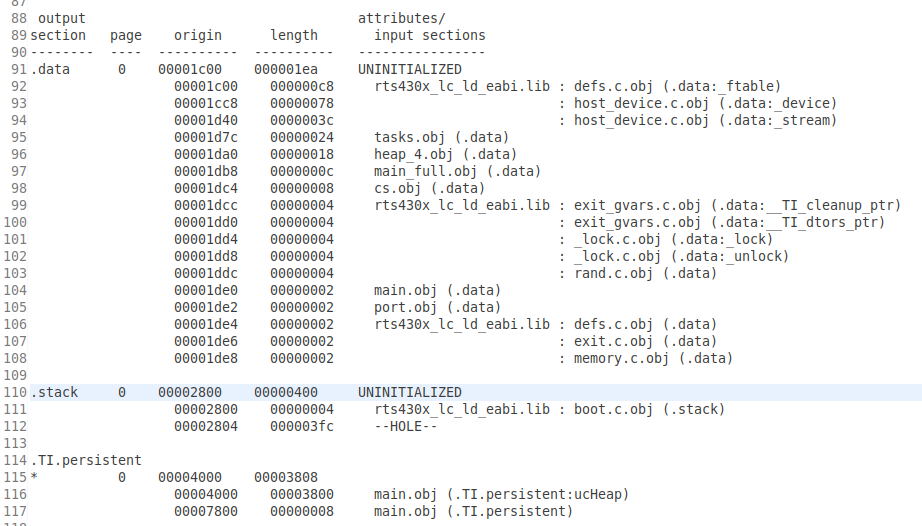 87
88  output                                  attributes/
89 section   page    origin      length       input sections
90 --------  ----  ----------  ----------   ----------------
91 .data      0    00001c00    000001ea     UNINITIALIZED
92                   00001c00    000000c8       rts430x_lc_ld_eabi.lib : defs.c.obj (.data:_ftable)
93                   00001cc8    00000078                              : host_device.c.obj (.data:_device)
94                   00001d40    0000003c                              : host_device.c.obj (.data:_stream)
95                   00001d7c    00000024       tasks.obj (.data)
96                   00001da0    00000018       heap_4.obj (.data)
97                   00001db8    0000000c       main_full.obj (.data)
98                   00001dc4    00000008       cs.obj (.data)
99                   00001dcc    00000004       rts430x_lc_ld_eabi.lib : exit_gvars.c.obj (.data:__TI_cleanup_ptr)
100                  00001dd0    00000004                              : exit_gvars.c.obj (.data:__TI_dtors_ptr)
101                  00001dd4    00000004                              : _lock.c.obj (.data:_lock)
102                  00001dd8    00000004                              : _lock.c.obj (.data:_unlock)
103                  00001ddc    00000004                              : rand.c.obj (.data)
104                  00001de0    00000002       main.obj (.data)
105                  00001de2    00000002       port.obj (.data)
106                  00001de4    00000002       rts430x_lc_ld_eabi.lib : defs.c.obj (.data)
107                  00001de6    00000002                              : exit.c.obj (.data)
108                  00001de8    00000002                              : memory.c.obj (.data)
109
110 .stack     0    00002800    00000400     UNINITIALIZED
111                  00002800    00000004       rts430x_lc_ld_eabi.lib : boot.c.obj (.stack)
112                  00002804    000003fc       --HOLE--
113
114 .TI.persistent
115 *          0    00004000    00003808
116                  00004000    00003800       main.obj (.TI.persistent:ucHeap)
117                  00007800    00000008       main.obj (.TI.persistent)